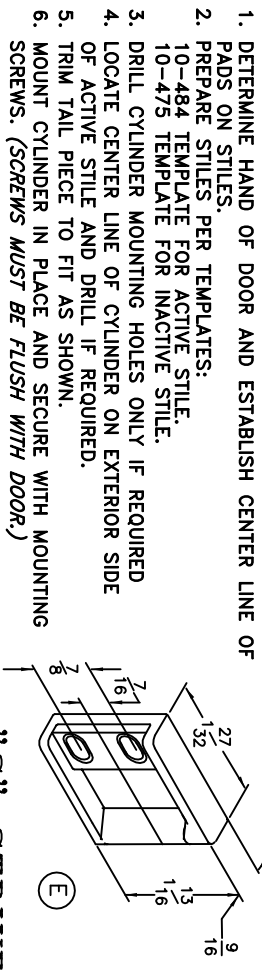 1. DETERMINE HAND OF DOOR AND ESTABLISH CENTER LINE OF
PADS ON STILES.
2. PREPARE STILES PER TEMPLATES:
10-484 TEMPLATE FOR ACTIVE STILE.
10-475 TEMPLATE FOR INACTIVE STILE.
3. DRILL CYLINDER MOUNTING HOLES ONLY IF REQUIRED
4. LOCATE CENTER LINE OF CYLINDER ON EXTERIOR SIDE
OF ACTIVE STILE AND DRILL IF REQUIRED.
5. TRIM TAIL PIECE TO FIT AS SHOWN.
6. MOUNT CYLINDER IN PLACE AND SECURE WITH MOUNTING
SCREWS. (SCREWS MUST BE FLUSH WITH DOOR.)
1 27/32
9/16
1 13/16
7/16
7/8
E